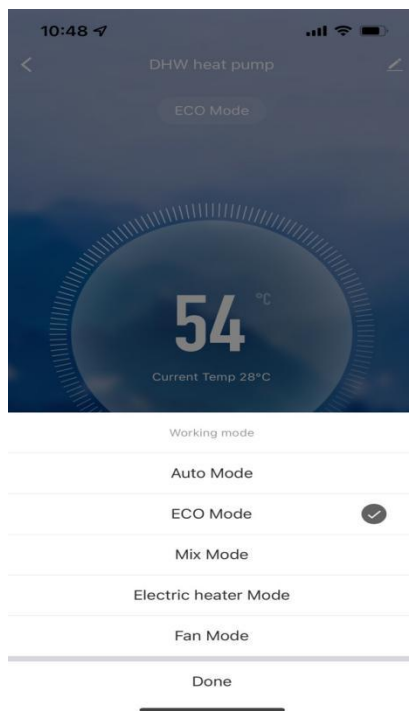 10:48
DHW heat pump
ECO Mode
54 °C
Current Temp 28°C
Working mode
Auto Mode
ECO Mode
Mix Mode
Electric heater Mode
Fan Mode
Done